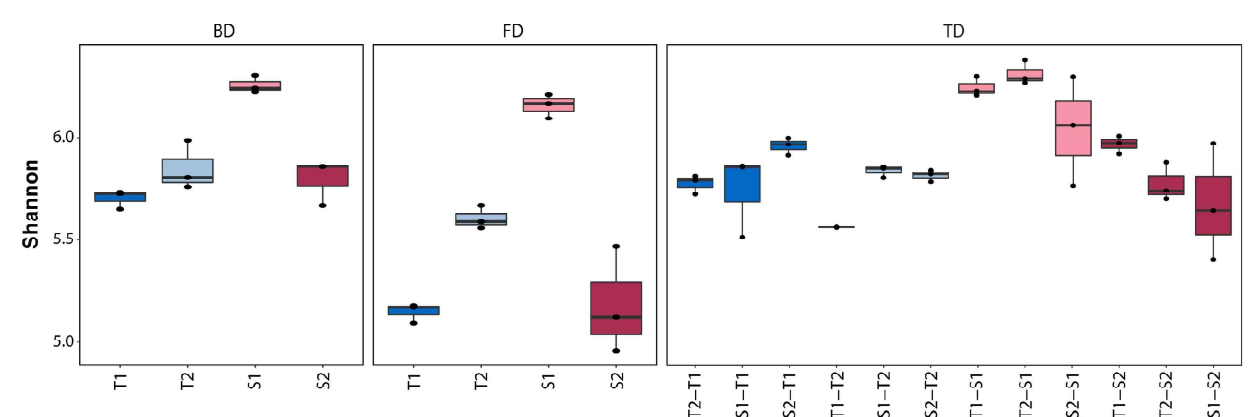 BD
FD
TD
Shannon
6.0
5.5
5.0
T1
T2
S1
S2
T1
T2
S1
S2
T2−T1
S1−T1
S2−T1
T1−T2
S1−T2
S2−T2
T1−S1
T2−S1
S2−S1
T1−S2
T2−S2
S1−S2